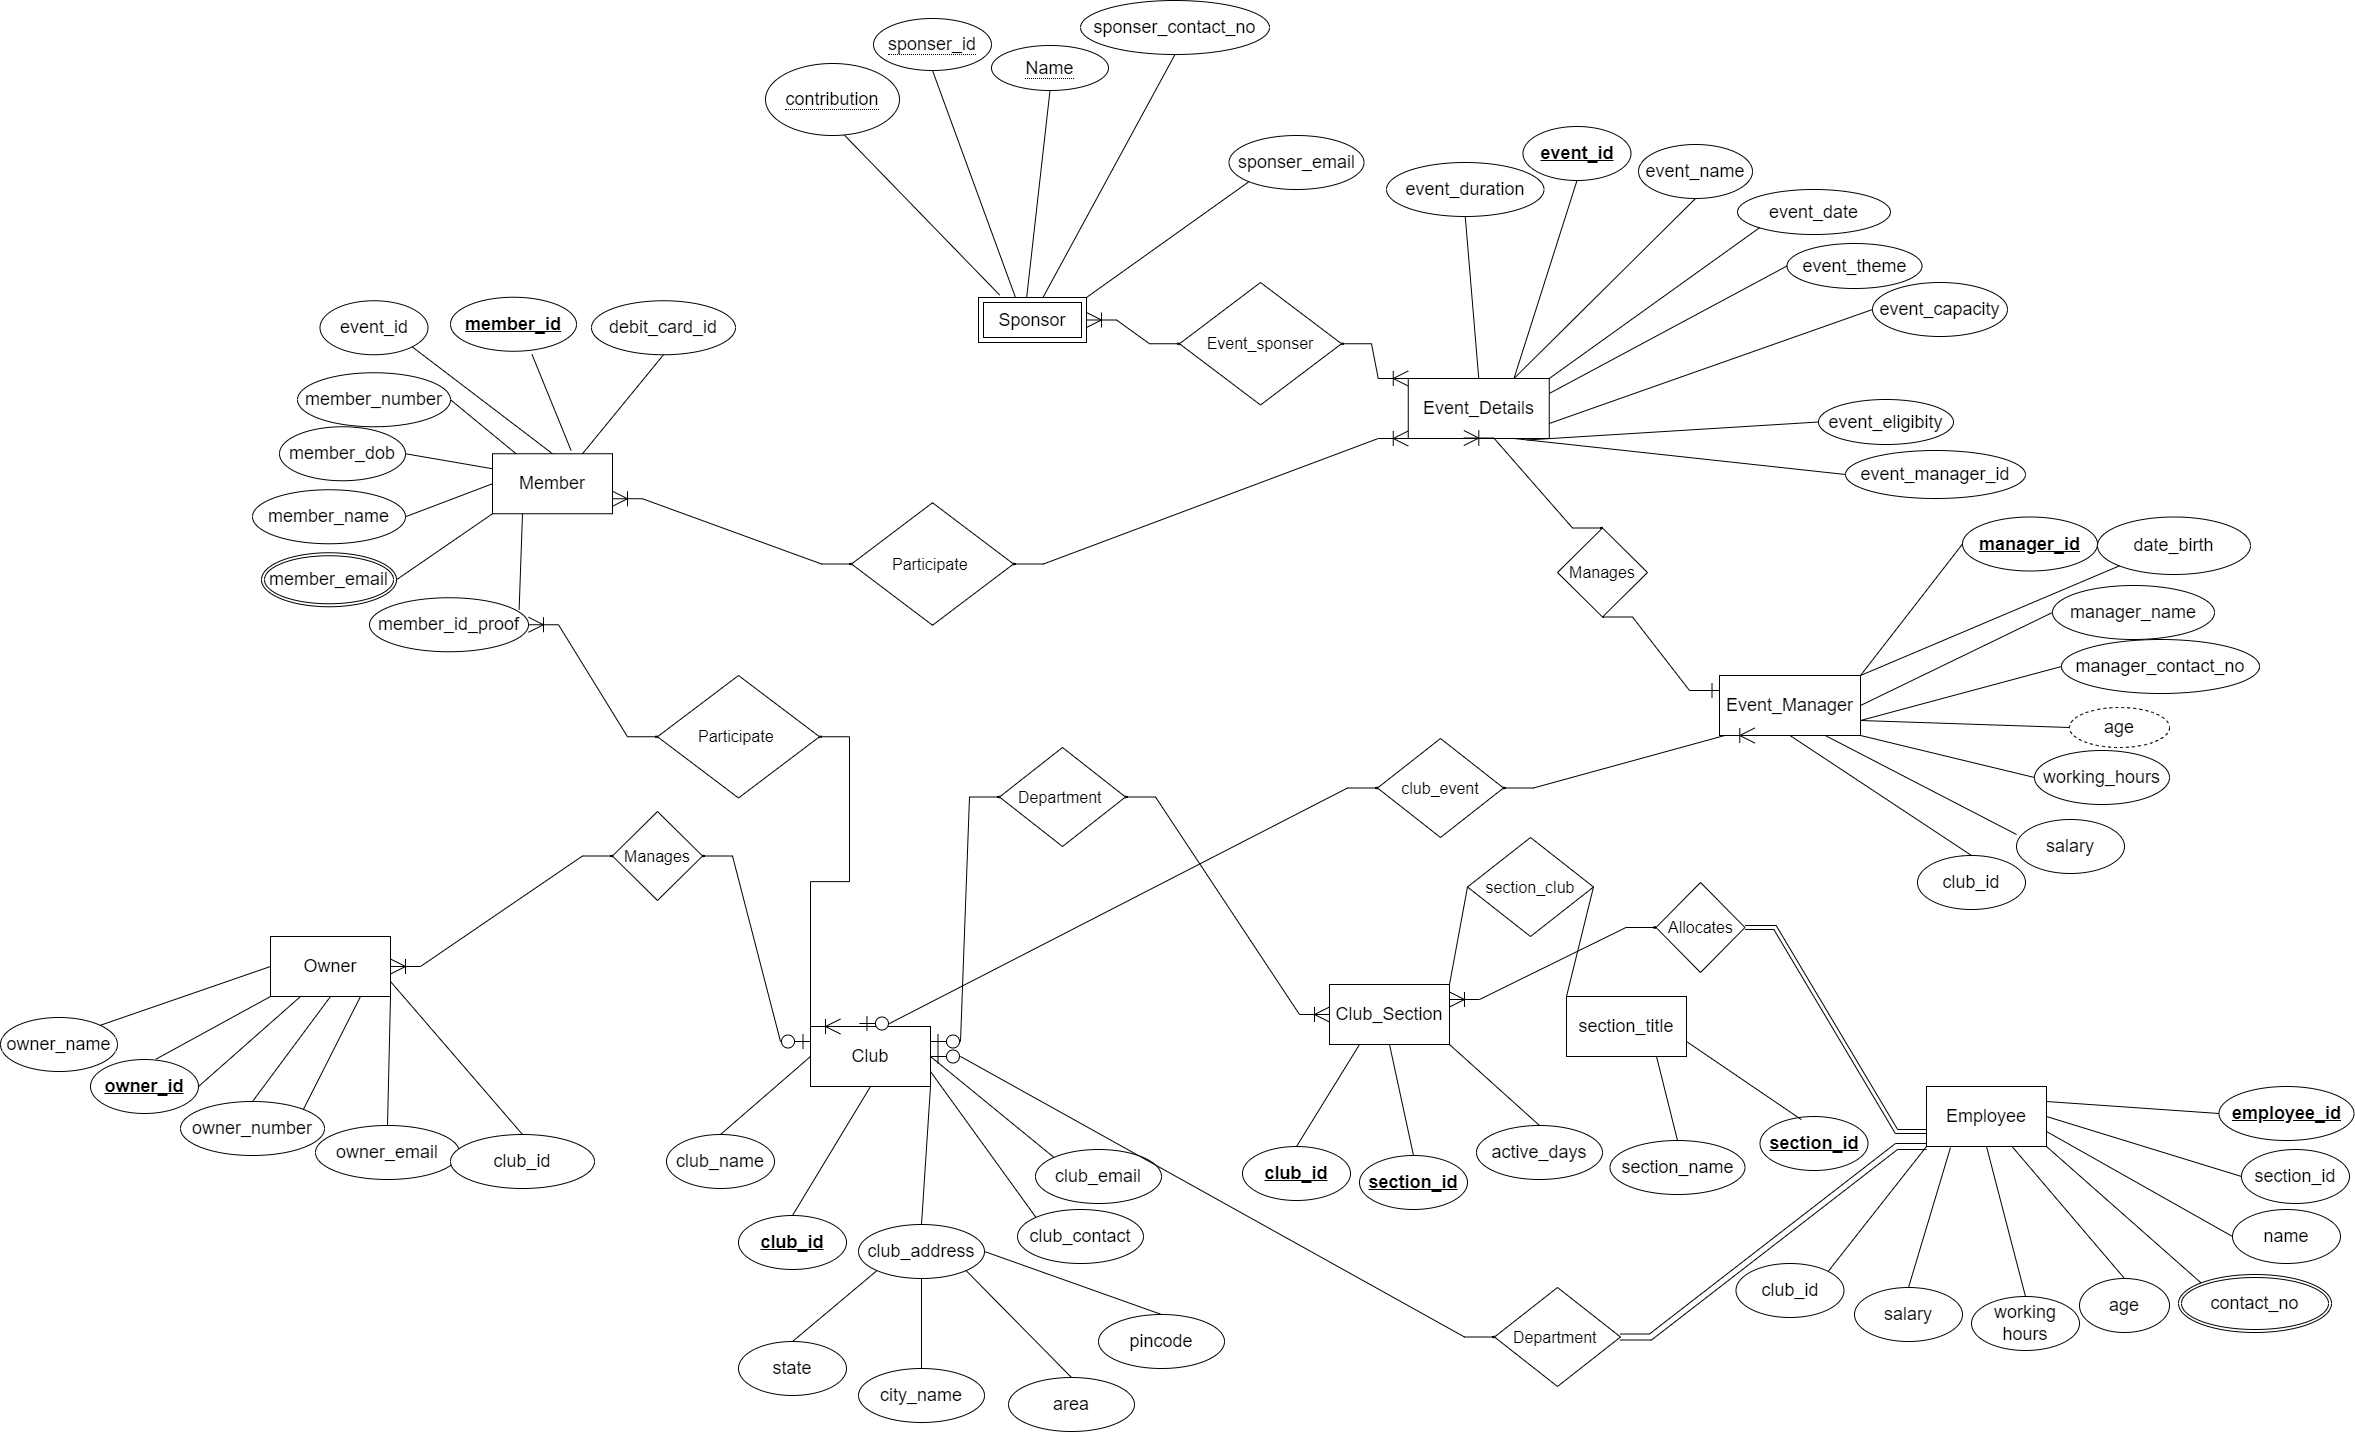 sponser_contact_no
sponser_id
Name
contribution
sponser_email
event_id
event_duration
event_name
event_date
event_theme
event_capacity
Sponsor
Event_sponser
event_id
member_id
debit_card_id
member_number
member_dob
Member
member_name
member_email
member_id_proof
Event_Details
event_eligibity
event_manager_id
Participate
Manages
manager_id
date_birth
manager_name
manager_contact_no
Event_Manager
age
working_hours
salary
club_id
Participate
Department
club_event
Manages
section_club
Allocates
Owner
owner_name
owner_id
owner_number
owner_email
club_id
Club
Club_Section
section_title
club_name
club_id
club_address
club_email
club_contact
state
city_name
area
pincode
club_id
section_id
active_days
section_name
section_id
Employee
employee_id
section_id
name
contact_no
age
working
hours
salary
club_id
Department